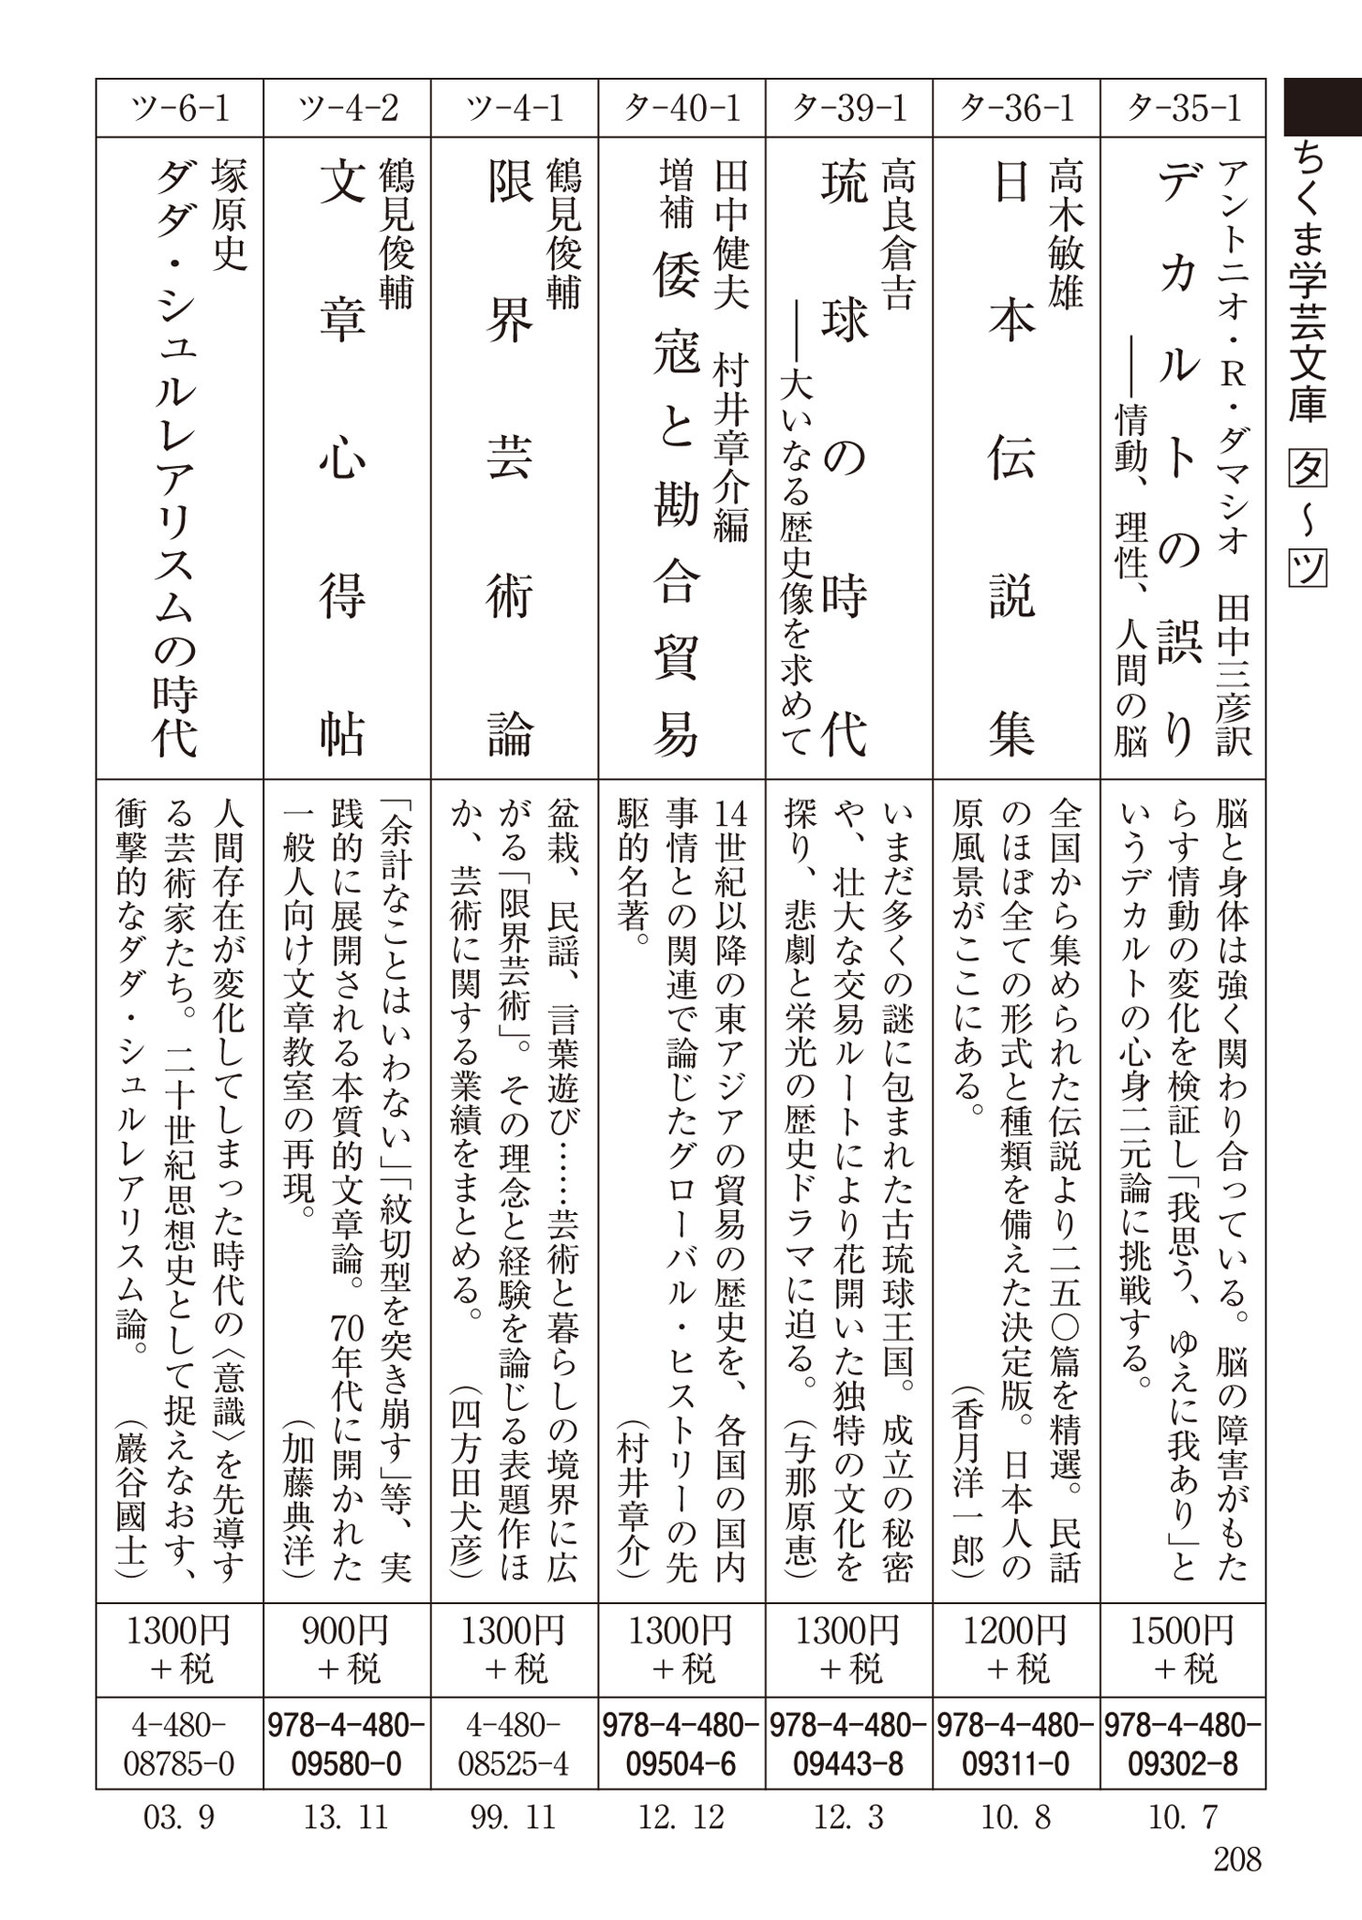 ちくま学芸文庫 タ～ツ
タ-35-1
アントニオ・R・ダマシオ　田中三彦訳
デカルトの誤り
――情動、理性、人間の脳
脳と身体は強く関わり合っている。脳の障害がもた
らす情動の変化を検証し「我思う、ゆえに我あり」と
いうデカルトの心身二元論に挑戦する。
1500円
＋税
978-4-480-
09302-8
10. 7
タ-36-1
高木敏雄
日本伝説集
全国から集められた伝説より二五〇篇を精選。民話
のほぼ全ての形式と種類を備えた決定版。日本人の
原風景がここにある。（香月洋一郎）
1200円
＋税
978-4-480-
09311-0
10. 8
タ-39-1
高良倉吉
琉球の時代
――大いなる歴史像を求めて
いまだ多くの謎に包まれた古琉球王国。成立の秘密
や、壮大な交易ルートにより花開いた独特の文化を
探り、悲劇と栄光の歴史ドラマに迫る。（与那原恵）
1300円
＋税
978-4-480-
09443-8
12. 3
タ-40-1
田中健夫　村井章介編
増補 倭寇と勘合貿易
14世紀以降の東アジアの貿易の歴史を、各国の国内
事情との関連で論じたグローバル・ヒストリーの先
駆的名著。（村井章介）
1300円
＋税
978-4-480-
09504-6
12. 12
ツ-4-1
鶴見俊輔
限界芸術論
盆栽、民謡、言葉遊び……芸術と暮らしの境界に広
がる「限界芸術」。その理念と経験を論じる表題作ほ
か、芸術に関する業績をまとめる。（四方田犬彦）
1300円
＋税
4-480-
08525-4
99. 11
ツ-4-2
鶴見俊輔
文章心得帖
「余計なことはいわない」「紋切型を突き崩す」等、実
践的に展開される本質的文章論。70年代に開かれた
一般人向け文章教室の再現。（加藤典洋）
900円
＋税
978-4-480-
09580-0
13. 11
ツ-6-1
塚原史
ダダ・シュルレアリスムの時代
人間存在が変化してしまった時代の〈意識〉を先導す
る芸術家たち。二十世紀思想史として捉えなおす、
衝撃的なダダ・シュルレアリスム論。（巖谷國士）
1300円
＋税
4-480-
08785-0
03. 9
208